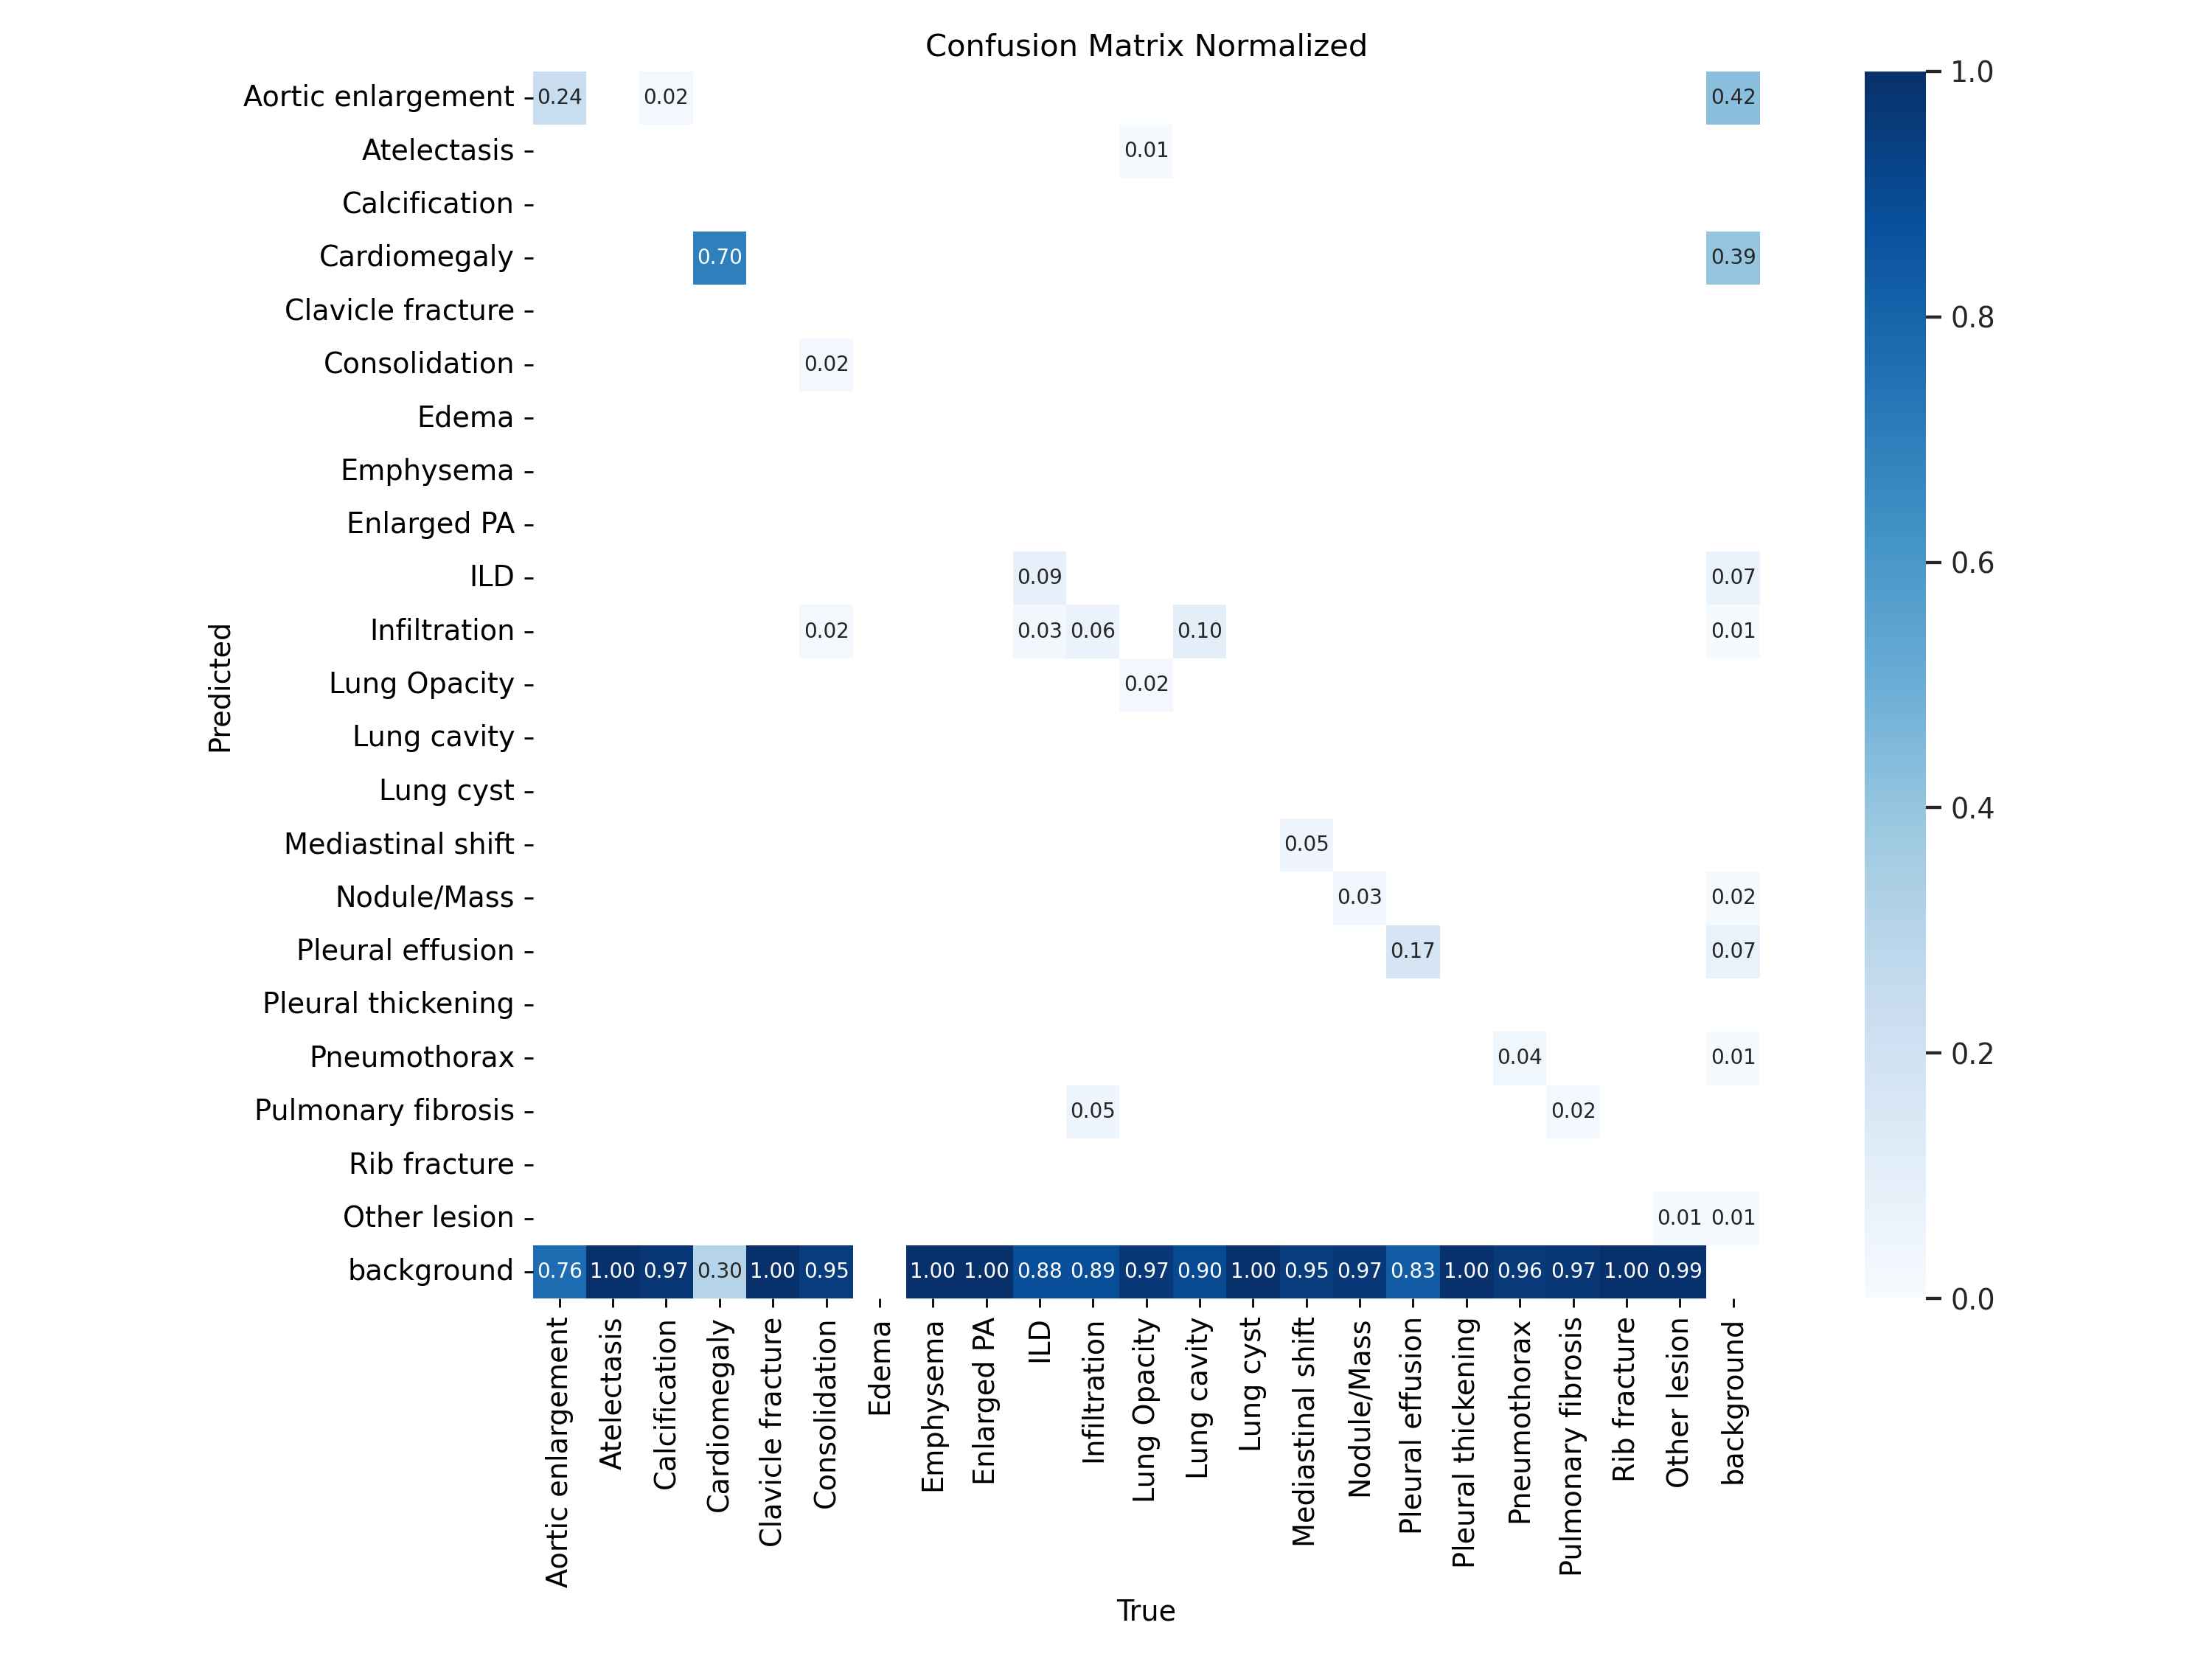 Confusion Matrix Normalized
Aortic enlargement 0.24 0.02 0.42
Atelectasis 0.01
Calcification
Cardiomegaly 0.70 0.39
Clavicle fracture
Consolidation 0.02
Edema
Emphysema
Enlarged PA
ILD 0.09 0.07
Infiltration 0.02 0.03 0.06 0.10 0.01
Lung Opacity 0.02
Lung cavity
Lung cyst
Mediastinal shift 0.05
Nodule/Mass 0.03 0.02
Pleural effusion 0.17 0.07
Pleural thickening
Pneumothorax 0.04 0.01
Pulmonary fibrosis 0.05 0.02
Rib fracture
Other lesion 0.01 0.01
background 0.76 1.00 0.97 0.30 1.00 0.95 1.00 1.00 0.88 0.89 0.97 0.90 1.00 0.95 0.97 0.83 1.00 0.96 0.97 1.00 0.99
Predicted
Aortic enlargement
Atelectasis
Calcification
Cardiomegaly
Clavicle fracture
Consolidation
Edema
Emphysema
Enlarged PA
ILD
Infiltration
Lung Opacity
Lung cavity
Lung cyst
Mediastinal shift
Nodule/Mass
Pleural effusion
Pleural thickening
Pneumothorax
Pulmonary fibrosis
Rib fracture
Other lesion
background
True
1.0
0.8
0.6
0.4
0.2
0.0